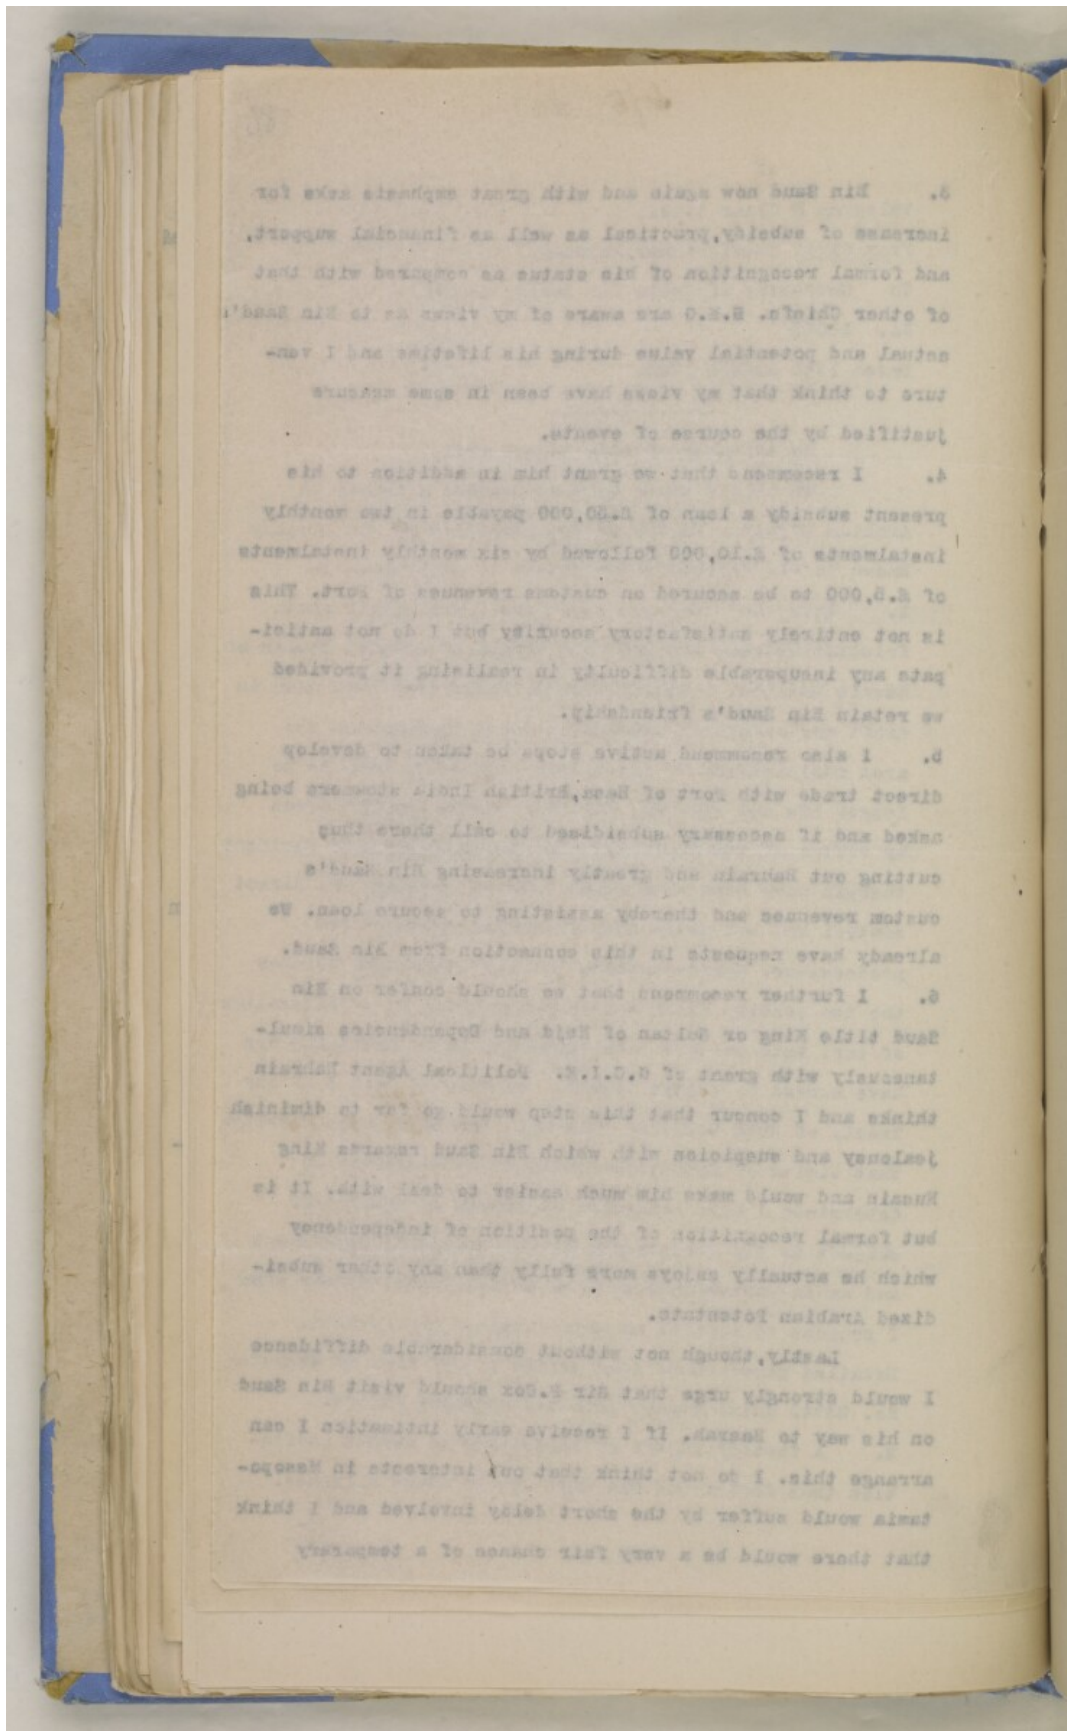 3. Bin Saud now again and with great emphasis asks for
increase of subsidy, practical as well as financial support,
and formal recognition of his status as compared with that
of other Chiefs. H.M.G are aware of my views as to Bin Saud's
actual and potential value during his lifetime and I ven-
ture to think that my views have been in some measure
justified by the course of events.
4. I recommend that we grant him in addition to his
present subsidy a loan of £.50,000 payable in two monthly
instalments of £.10,000 followed by six monthly instalments
of £.5,000 to be secured on customs revenues of Port. This
is not entirely satisfactory security but I do not antici-
pate any insuperable difficulty in realising it provided
we retain Bin Saud's friendship.
5. I also recommend active steps be taken to develop
direct trade with Port of Hasa, British India steamers being
asked and if necessary subsidised to call there thus
cutting out Bahrain and greatly increasing Bin Saud's
custom revenues and thereby assisting to secure loan. We
already have requests in this connection from Bin Saud.
6. I further recommend that we should confer on Bin
Saud title King or Sultan of Nejd and Dependencies simul-
taneously with grant of G.C.I.E. Political Agent Bahrain
thinks and I concur that this step would go far to diminish
jealousy and suspicion with which Bin Saud regards King
Husain and would make him much easier to deal with. It is
but formal recognition of the position of independency
which he actually enjoys more fully than any other subsi-
dized Arabian Potentate.
Lastly, though not without considerable diffidence
I would strongly urge that Sir P.Cox should visit Bin Saud
on his way to Basrah. If I receive early intimation I can
arrange this. I do not think that our interests in Mesopo-
tamia would suffer by the short delay involved and I think
that there would be a very fair chance of a temporary